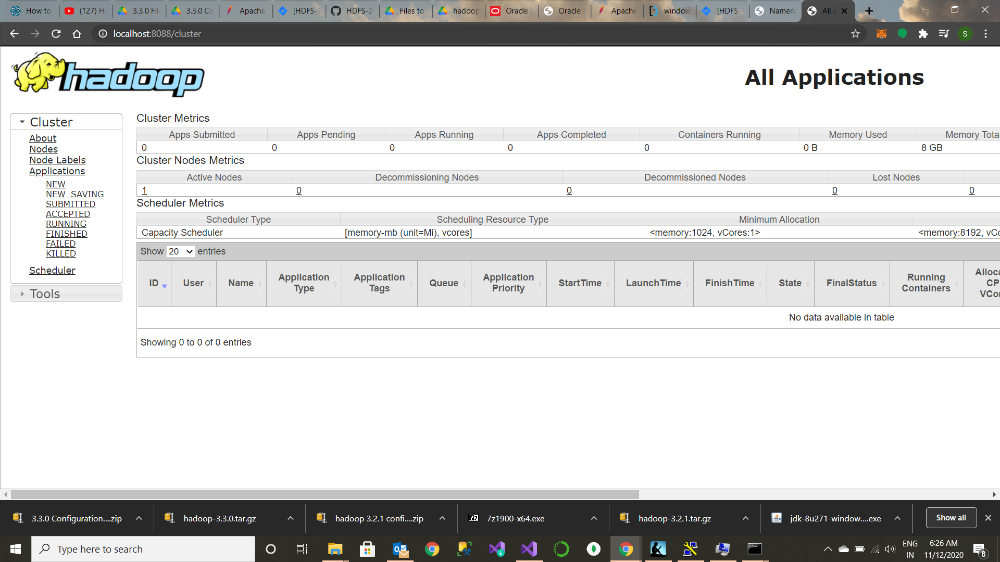 How to
(127) H
3.3.0 Fil
3.3.0 Co
Apache
[HDFS-
HDFS-2
Files to
hadoop
Oracle
Oracle
Apache
window
[HDFS-
Namen
All
localhost:8088/cluster
S
hadoop
All Applications
Cluster
About
Nodes
Node Labels
Applications
NEW
NEW_SAVING
SUBMITTED
ACCEPTED
RUNNING
FINISHED
FAILED
KILLED
Scheduler
Tools
Cluster Metrics
Apps Submitted Apps Pending Apps Running Apps Completed Containers Running Memory Used Memory Tota
0 0 0 0 0 0 B 8 GB
Cluster Nodes Metrics
Active Nodes Decommissioning Nodes Decommissioned Nodes Lost Nodes
1 0 0 0 0
Scheduler Metrics
Scheduler Type Scheduling Resource Type Minimum Allocation
Capacity Scheduler [memory-mb (unit=Mi), vcores] <memory:1024, vCores:1> <memory:8192, vCo
Show 20 entries
ID User Name Application Type Application Tags Queue Application Priority StartTime LaunchTime FinishTime State FinalStatus Running Containers Alloca CP VCor
No data available in table
Showing 0 to 0 of 0 entries
3.3.0 Configuration....zip
hadoop-3.3.0.tar.gz
hadoop 3.2.1 confi....zip
7z
7z1900-x64.exe
hadoop-3.2.1.tar.gz
jdk-8u271-window....exe
Show all
Type here to search
ENG
IN
6:26 AM
11/12/2020
8